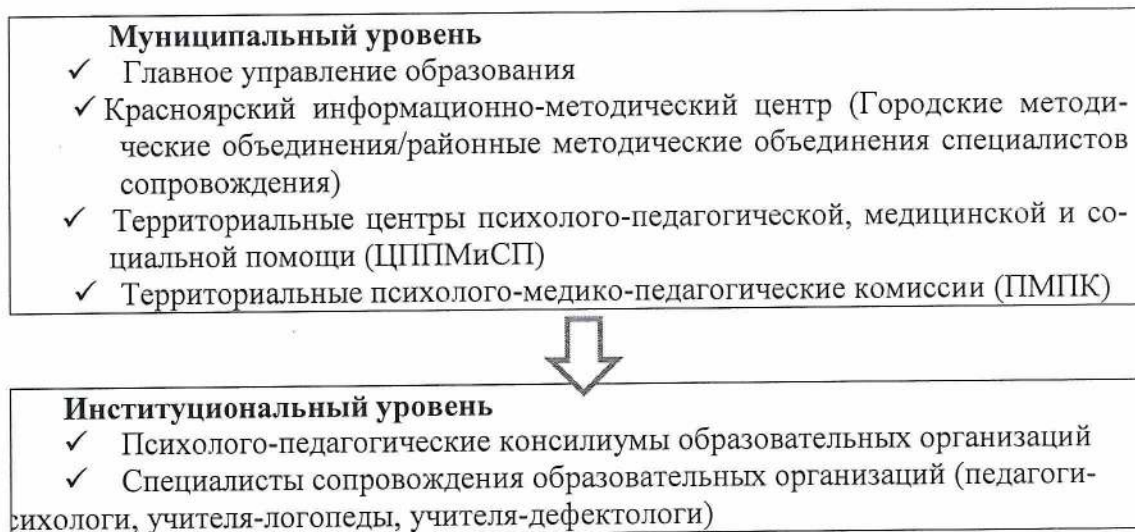 Муниципальный уровень
✓ Главное управление образования
✓ Красноярский информационно-методический центр (Городские методи-
ческие объединения/районные методические объединения специалистов
сопровождения)
✓ Территориальные центры психолого-педагогической, медицинской и со-
циальной помощи (ЦППМиСП)
✓ Территориальные психолого-медико-педагогические комиссии (ПМПК)
Институциональный уровень
✓ Психолого-педагогические консилиумы образовательных организаций
✓ Специалисты сопровождения образовательных организаций (педагоги-
сихологи, учителя-логопеды, учителя-дефектологи)